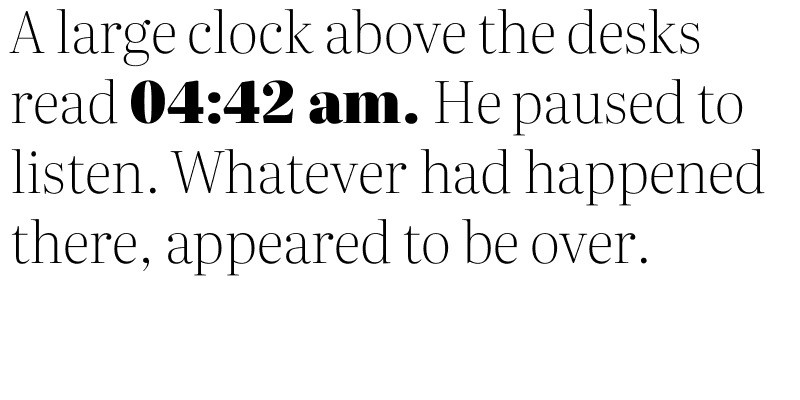 A large clock above the desks
read 04:42 am. He paused to
listen. Whatever had happened
there, appeared to be over.